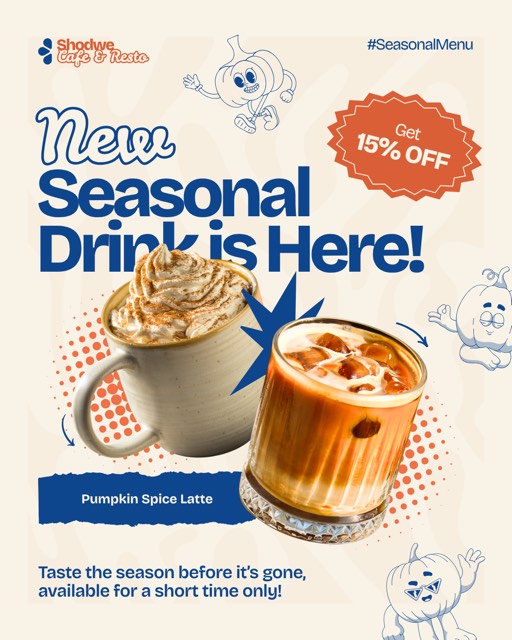 Shodwe
Cafe & Resto
#SeasonalMenu
Get
15% OFF
New
Seasonal
Drink is Here!
Pumpkin Spice Latte
Taste the season before it's gone,
available for a short time only!